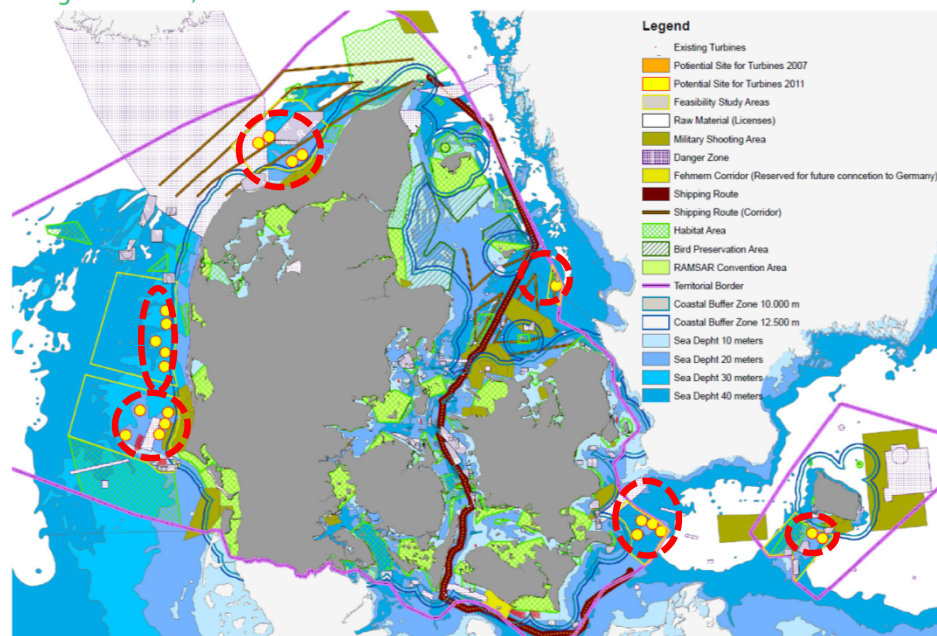 Legend
Existing Turbines
Potiential Site for Turbines 2007
Potential Site for Turbines 2011
Feasibility Study Areas
Raw Material (Licenses)
Military Shooting Area
Danger Zone
Fehmern Corridor (Reserved for future conncetion to Germany)
Shipping Route
Shipping Route (Corridor)
Habitat Area
Bird Preservation Area
RAMSAR Convention Area
Territorial Border
Coastal Buffer Zone 10.000 m
Coastal Buffer Zone 12.500 m
Sea Depht 10 meters
Sea Depht 20 meters
Sea Depht 30 meters
Sea Depht 40 meters